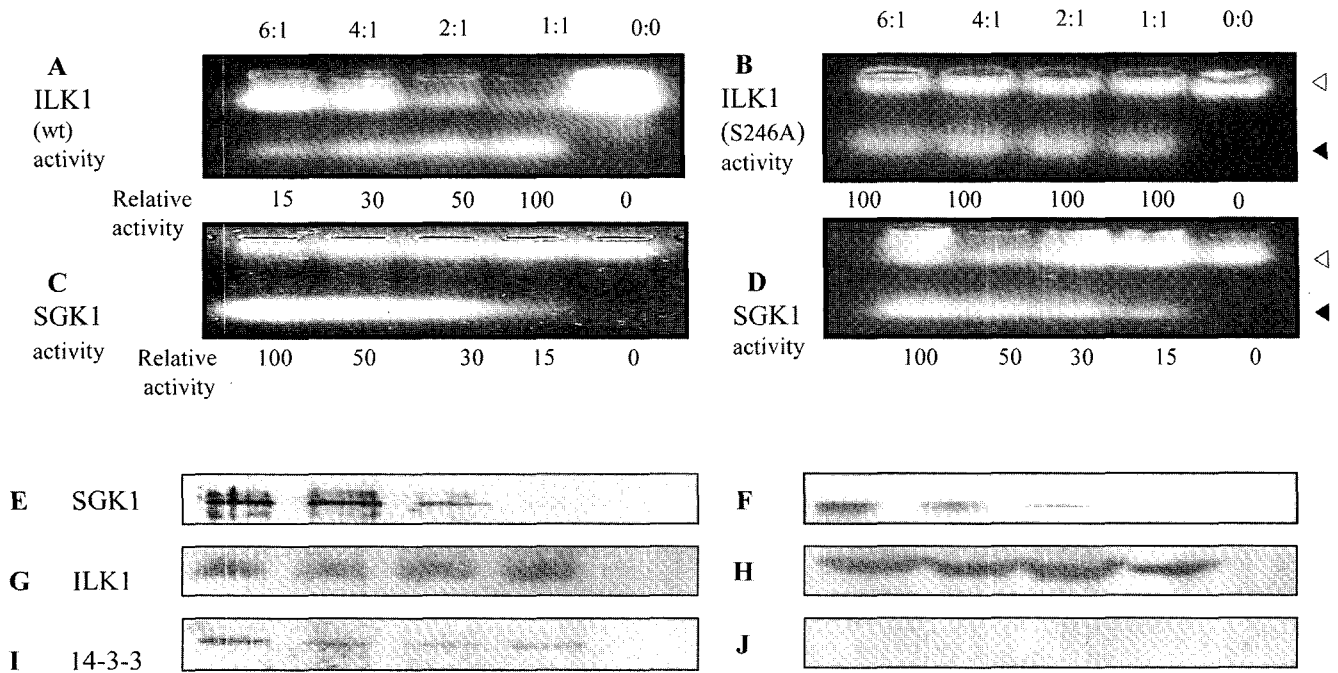 6:1 4:1 2:1 1:1 0:0
A
ILK1
(wt)
activity
Relative activity 15 30 50 100 0
C
SGK1
activity
Relative activity 100 50 30 15 0
6:1 4:1 2:1 1:1 0:0
B
ILK1
(S246A)
activity
100 100 100 100 0
D
SGK1
activity
100 50 30 15 0
E SGK1
F
G ILK1
H
I 14-3-3
J